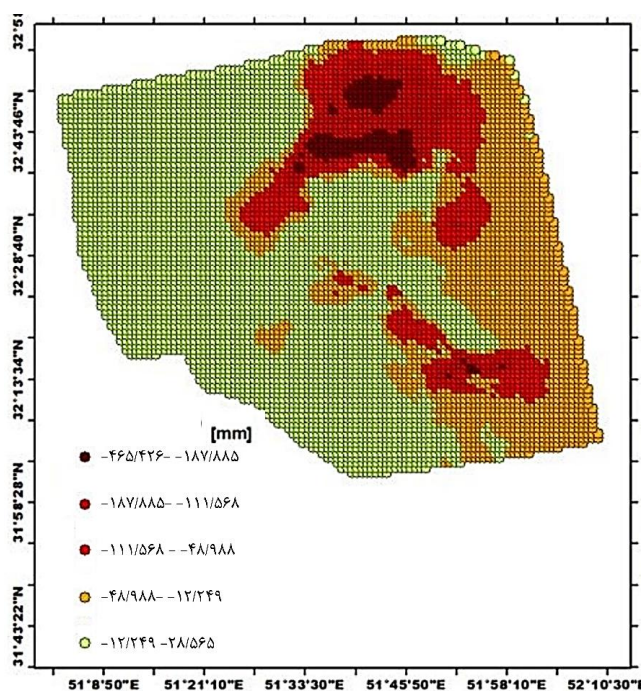 32°51
32°43'46"N
32°28'40"N
32°13'34"N
31°58'28"N
31°43'22"N
[mm]
-۴۶۵/۴۲۶- -۱۸۷/۸۸۵
-۱۸۷/۸۸۵- -۱۱۱/۵۶۸
-۱۱۱/۵۶۸ - -۴۸/۹۸۸
-۴۸/۹۸۸- -۱۲/۲۴۹
-۱۲/۲۴۹ -۲۸/۵۶۵
51°8'50"E 51°21'10"E 51°33'30"E 51°45'50"E 51°58'10"E 52°10'30"E